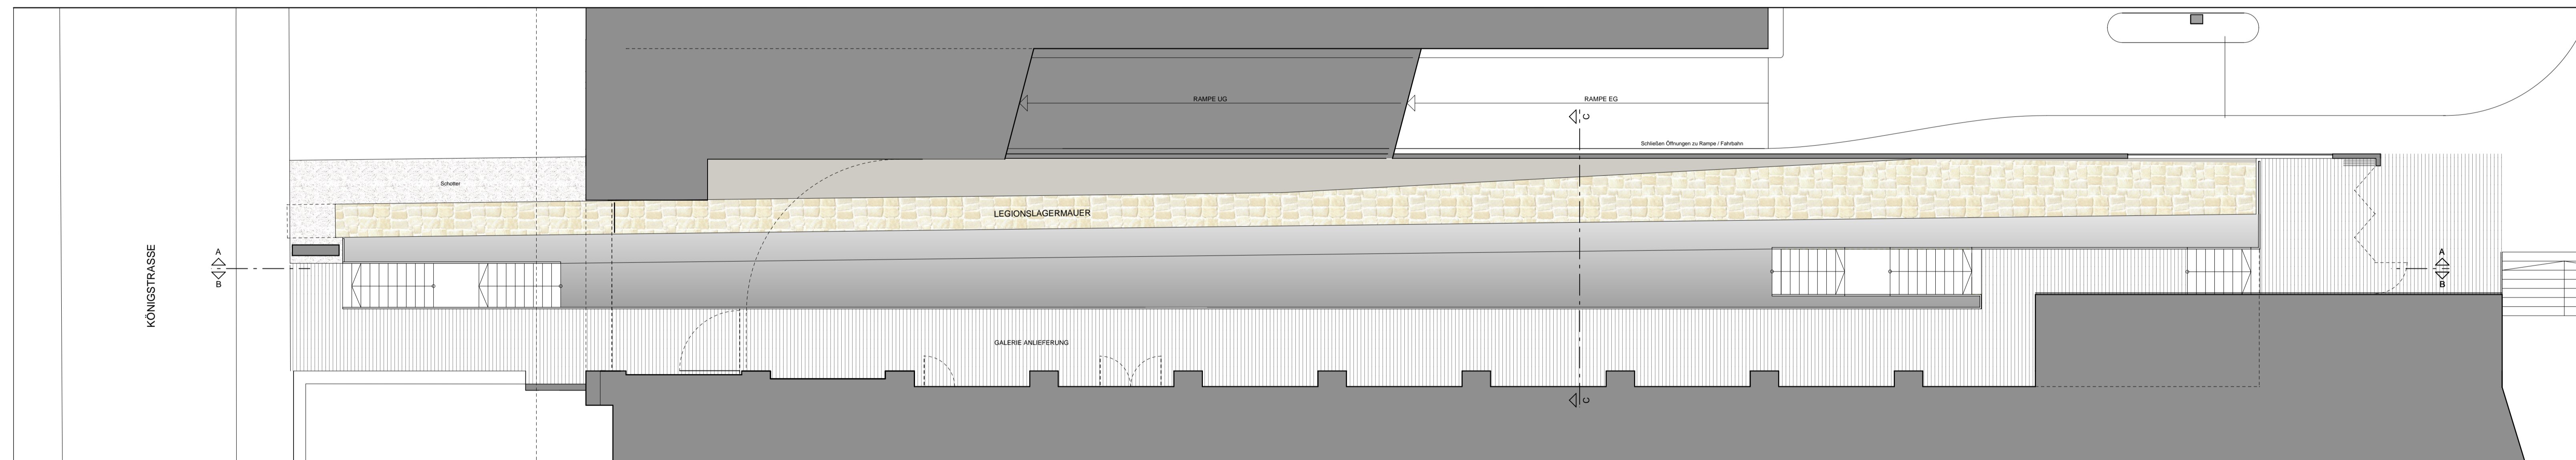 RAMPE UG
RAMPE EG
C
Schließen Öffnungen zu Rampe / Fahrbahn
Schotter
LEGIONSLAGERMAUER
KÖNIGSTRASSE
A
B
A
B
GALERIE ANLIEFERUNG
C